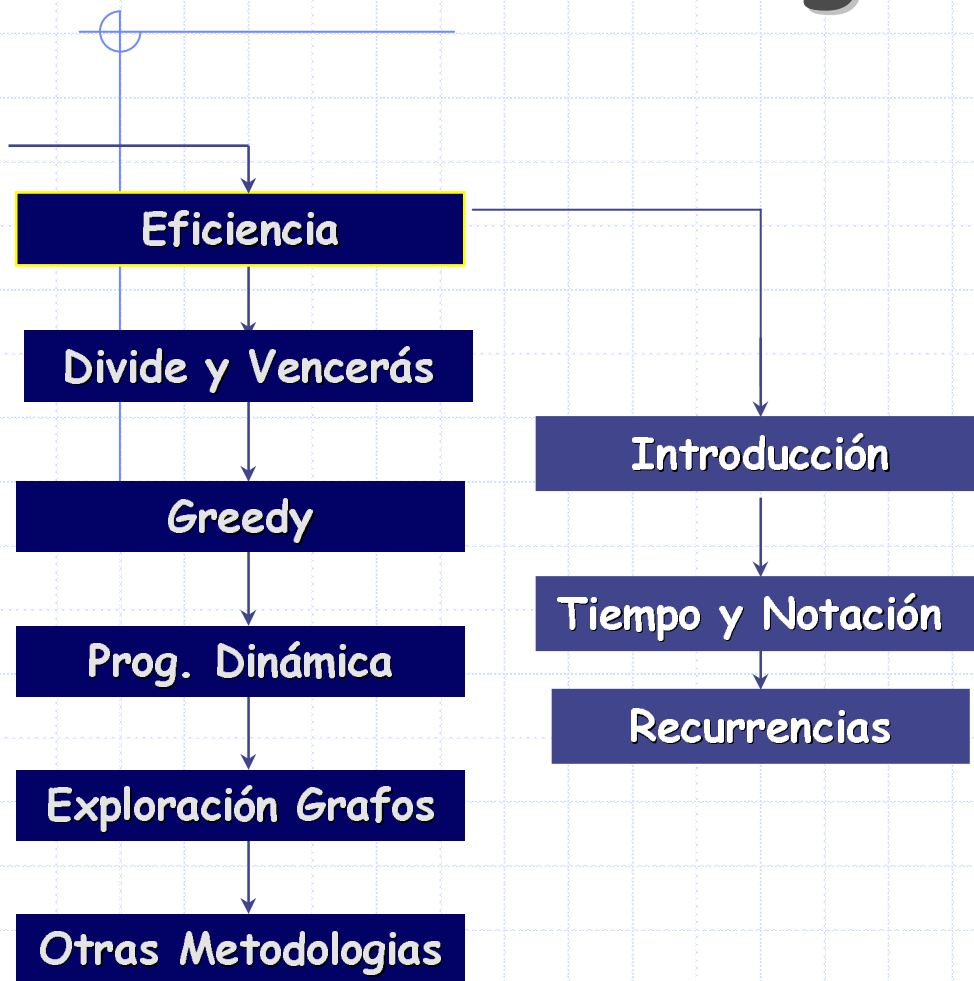 Eficiencia
Divide y Vencerás
Greedy
Prog. Dinámica
Exploración Grafos
Otras Metodologias
Introducción
Tiempo y Notación
Recurrencias